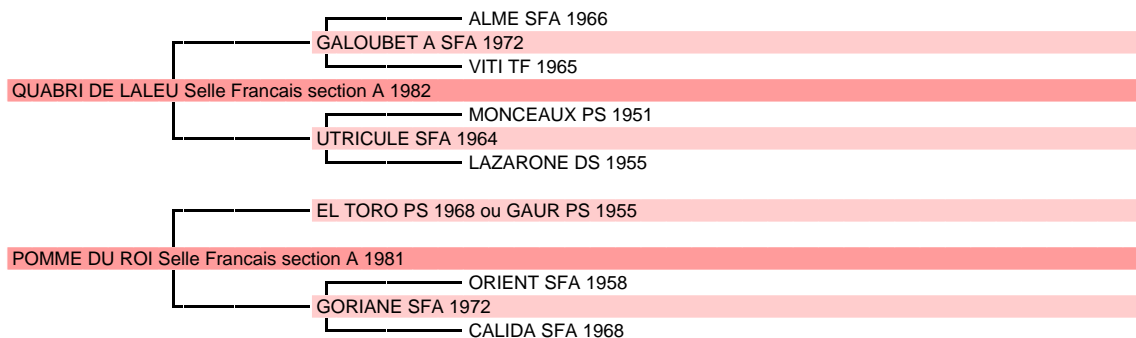 ALME SFA 1966
GALOUBET A SFA 1972
VITI TF 1965
QUABRI DE LALEU Selle Francais section A 1982
MONCEAUX PS 1951
UTRICULE SFA 1964
LAZARONE DS 1955
EL TORO PS 1968 ou GAUR PS 1955
POMME DU ROI Selle Francais section A 1981
ORIENT SFA 1958
GORIANE SFA 1972
CALIDA SFA 1968